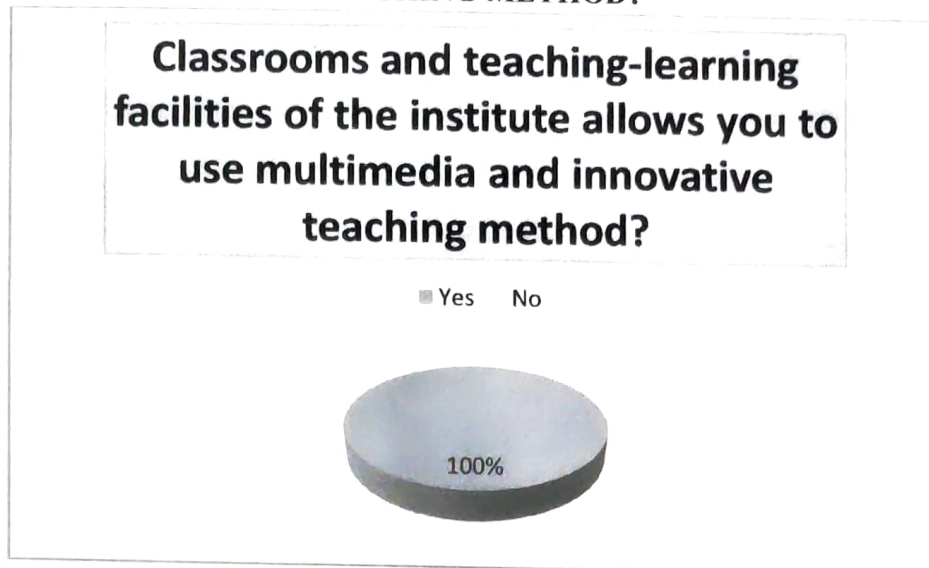 Classrooms and teaching-learning
facilities of the institute allows you to
use multimedia and innovative
teaching method?
Yes No
100%